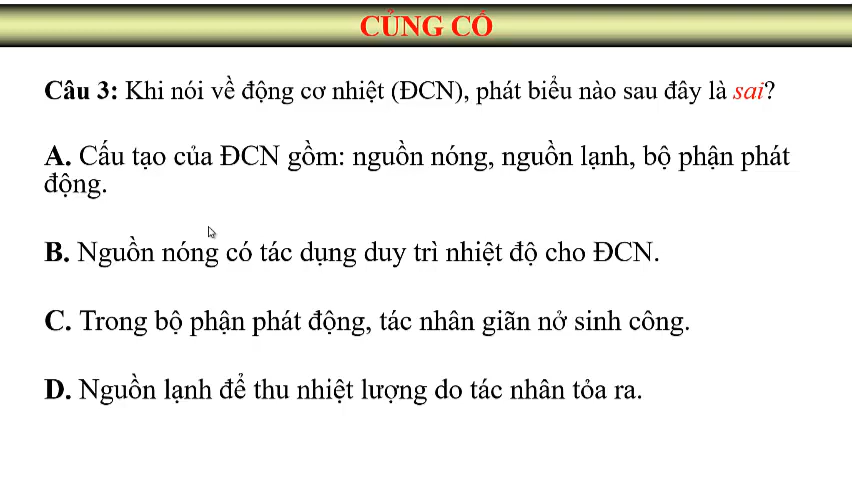 CỦNG CỐ
Câu 3: Khi nói về động cơ nhiệt (ĐCN), phát biểu nào sau đây là sai?
A. Cấu tạo của ĐCN gồm: nguồn nóng, nguồn lạnh, bộ phận phát
động.
B. Nguồn nóng có tác dụng duy trì nhiệt độ cho ĐCN.
C. Trong bộ phận phát động, tác nhân giãn nở sinh công.
D. Nguồn lạnh để thu nhiệt lượng do tác nhân tỏa ra.